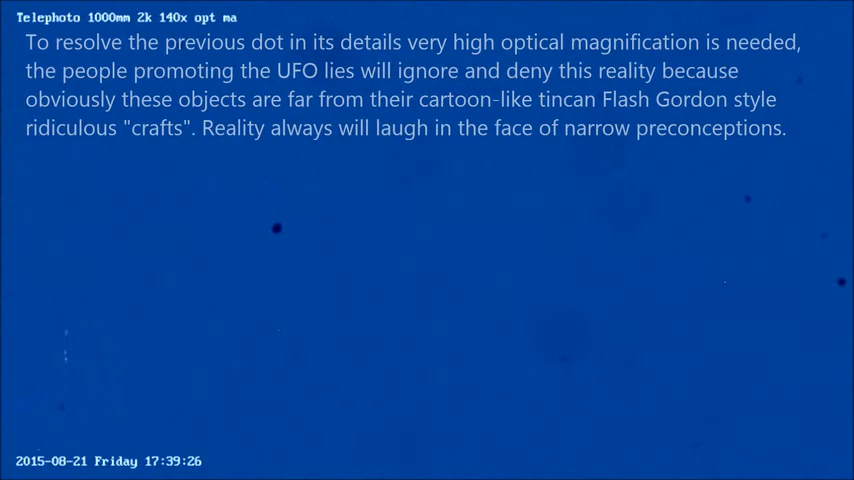 Telephoto 1000mm 2k 140x opt ma
To resolve the previous dot in its details very high optical magnification is needed,
the people promoting the UFO lies will ignore and deny this reality because
obviously these objects are far from their cartoon-like tincan Flash Gordon style
ridiculous "crafts". Reality always will laugh in the face of narrow preconceptions.
2015-08-21 Friday 17:39:26